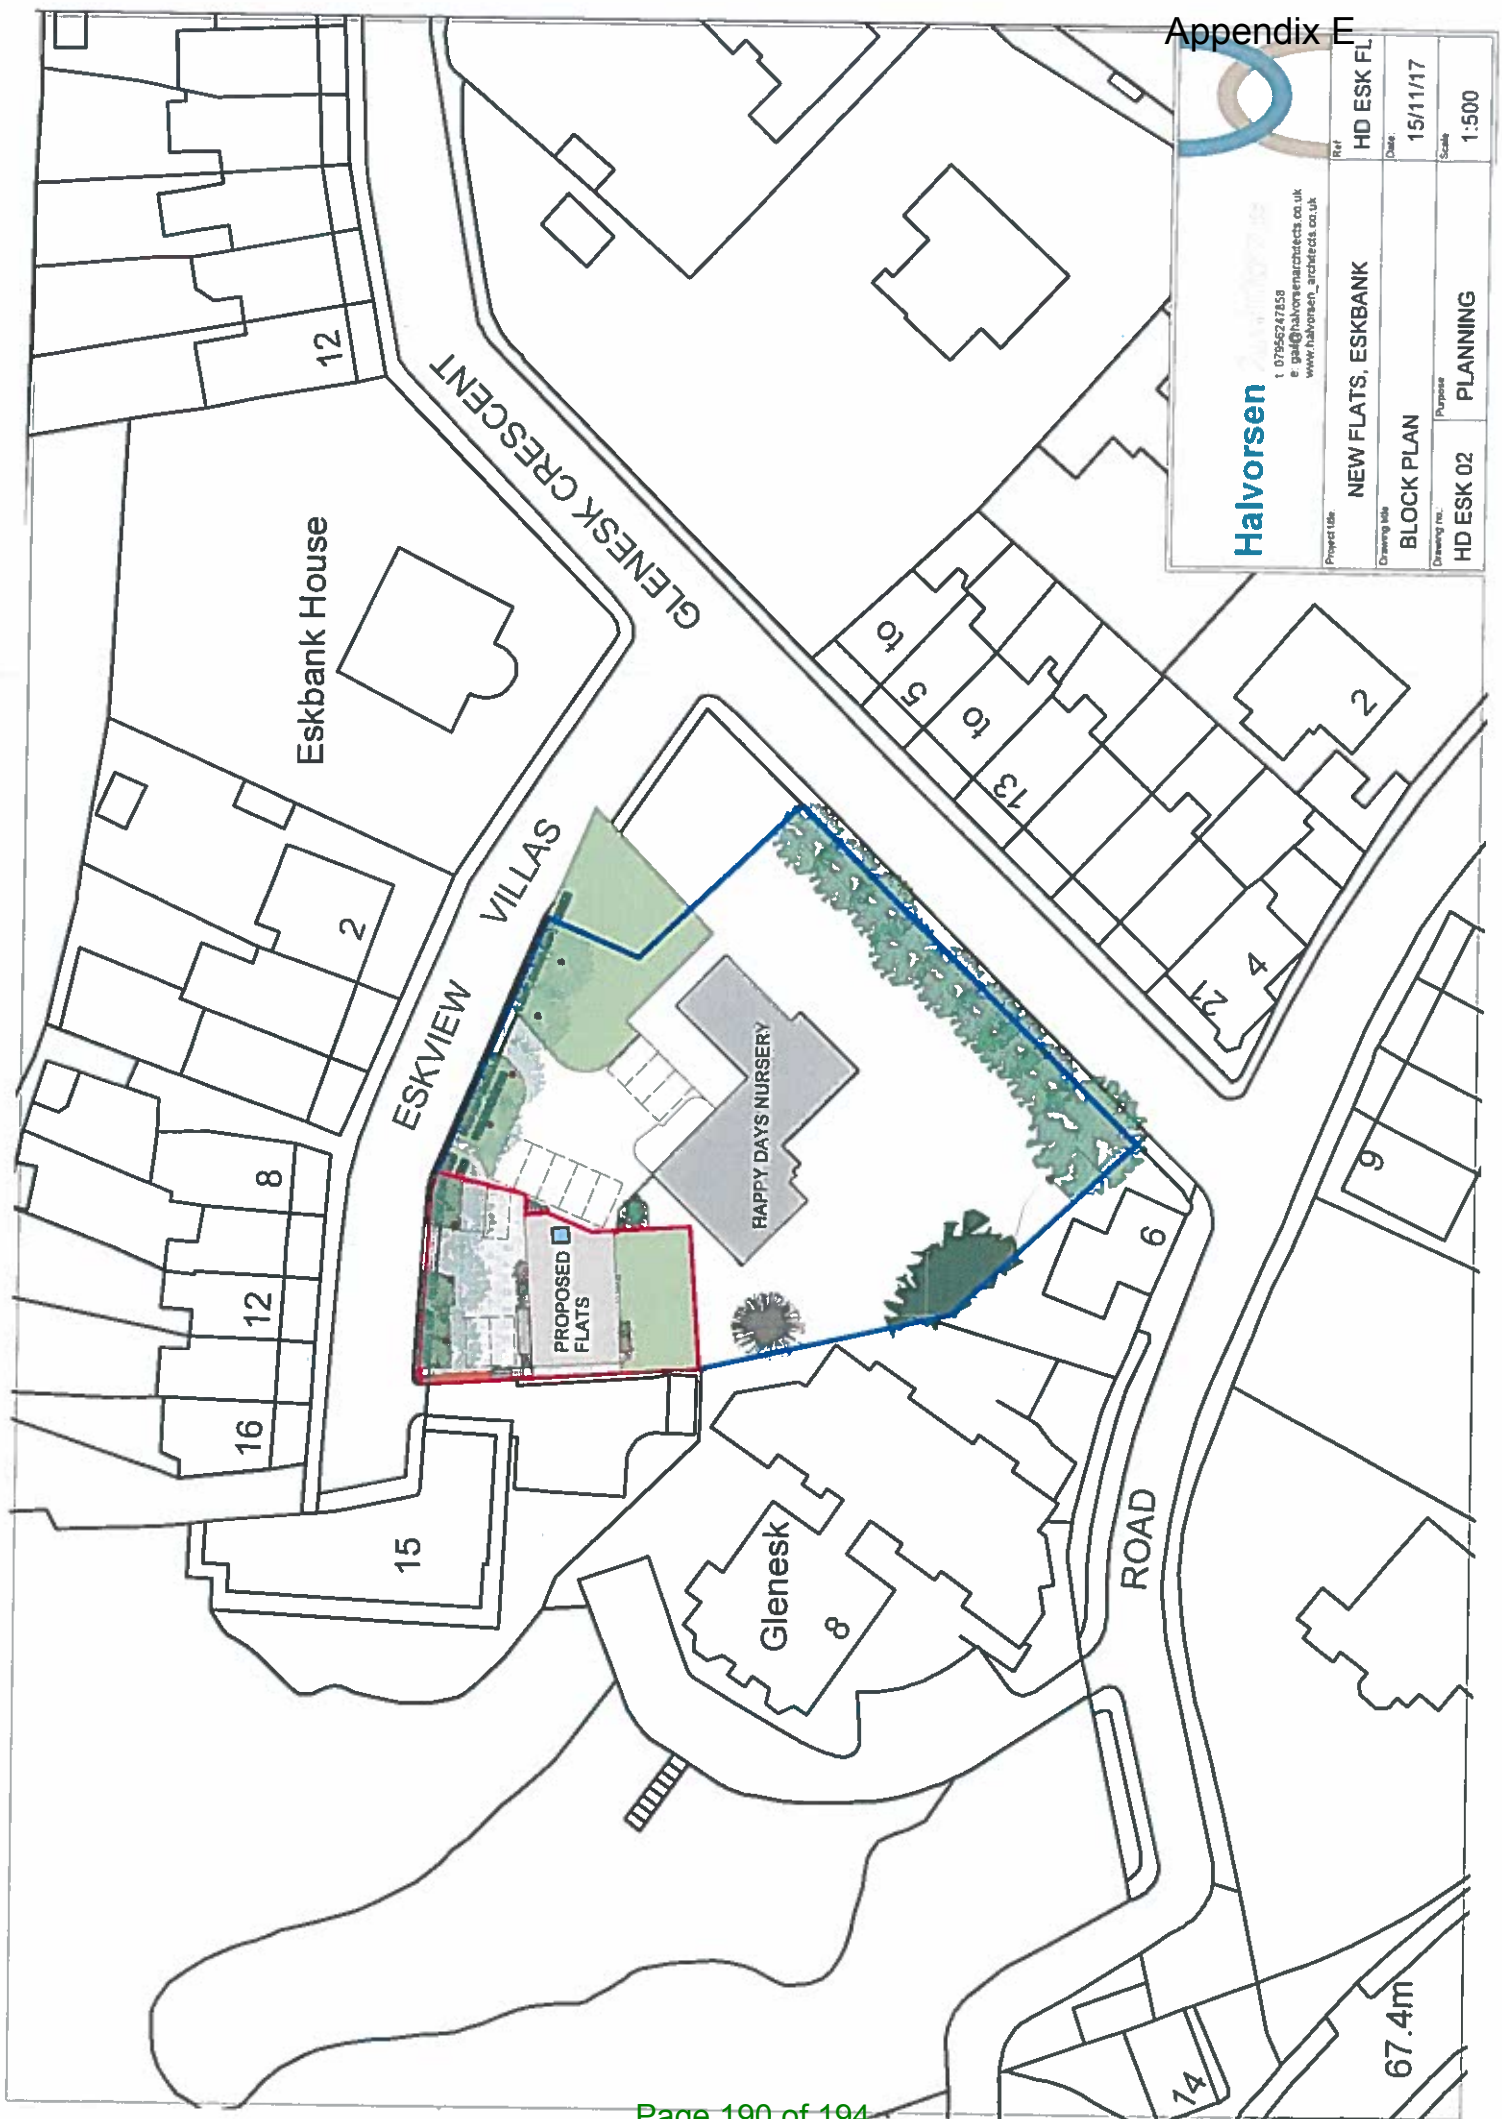 Appendix E
Halvorsen
t 07956247858
e: gail@halvorsenarchitects.co.uk
www.halvorsen_architects.co.uk
Project title
NEW FLATS, ESKBANK
Ref
HD ESK FL
Drawing title
BLOCK PLAN
Date:
15/11/17
Drawing no.:
HD ESK 02
Purpose
PLANNING
Scale
1:500
12
GLENESK CRESCENT
Eskbank House
2
ESKVIEW VILLAS
8
12
16
15
PROPOSED
FLATS
HAPPY DAYS NURSERY
5 to
13 to
21
4
2
9
6
Glenesk
8
ROAD
14
67.4m
Page 190 of 194